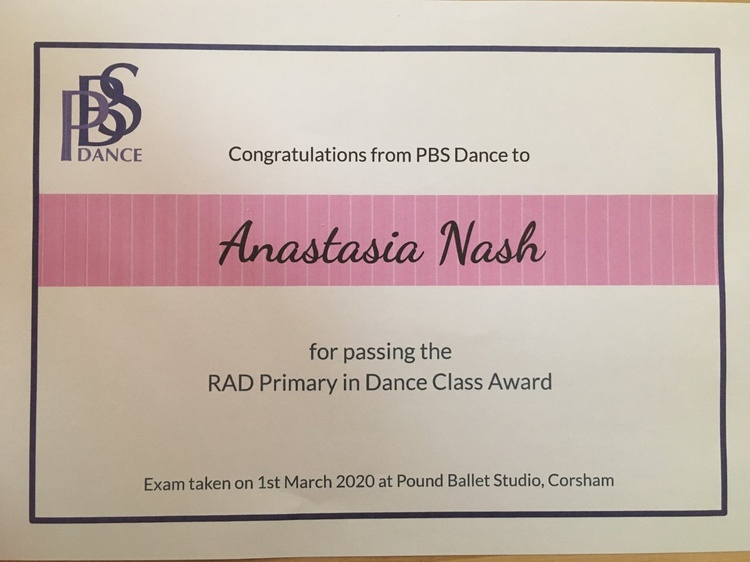 PBS
DANCE
Congratulations from PBS Dance to
Anastasia Nash
for passing the
RAD Primary in Dance Class Award
Exam taken on 1st March 2020 at Pound Ballet Studio, Corsham